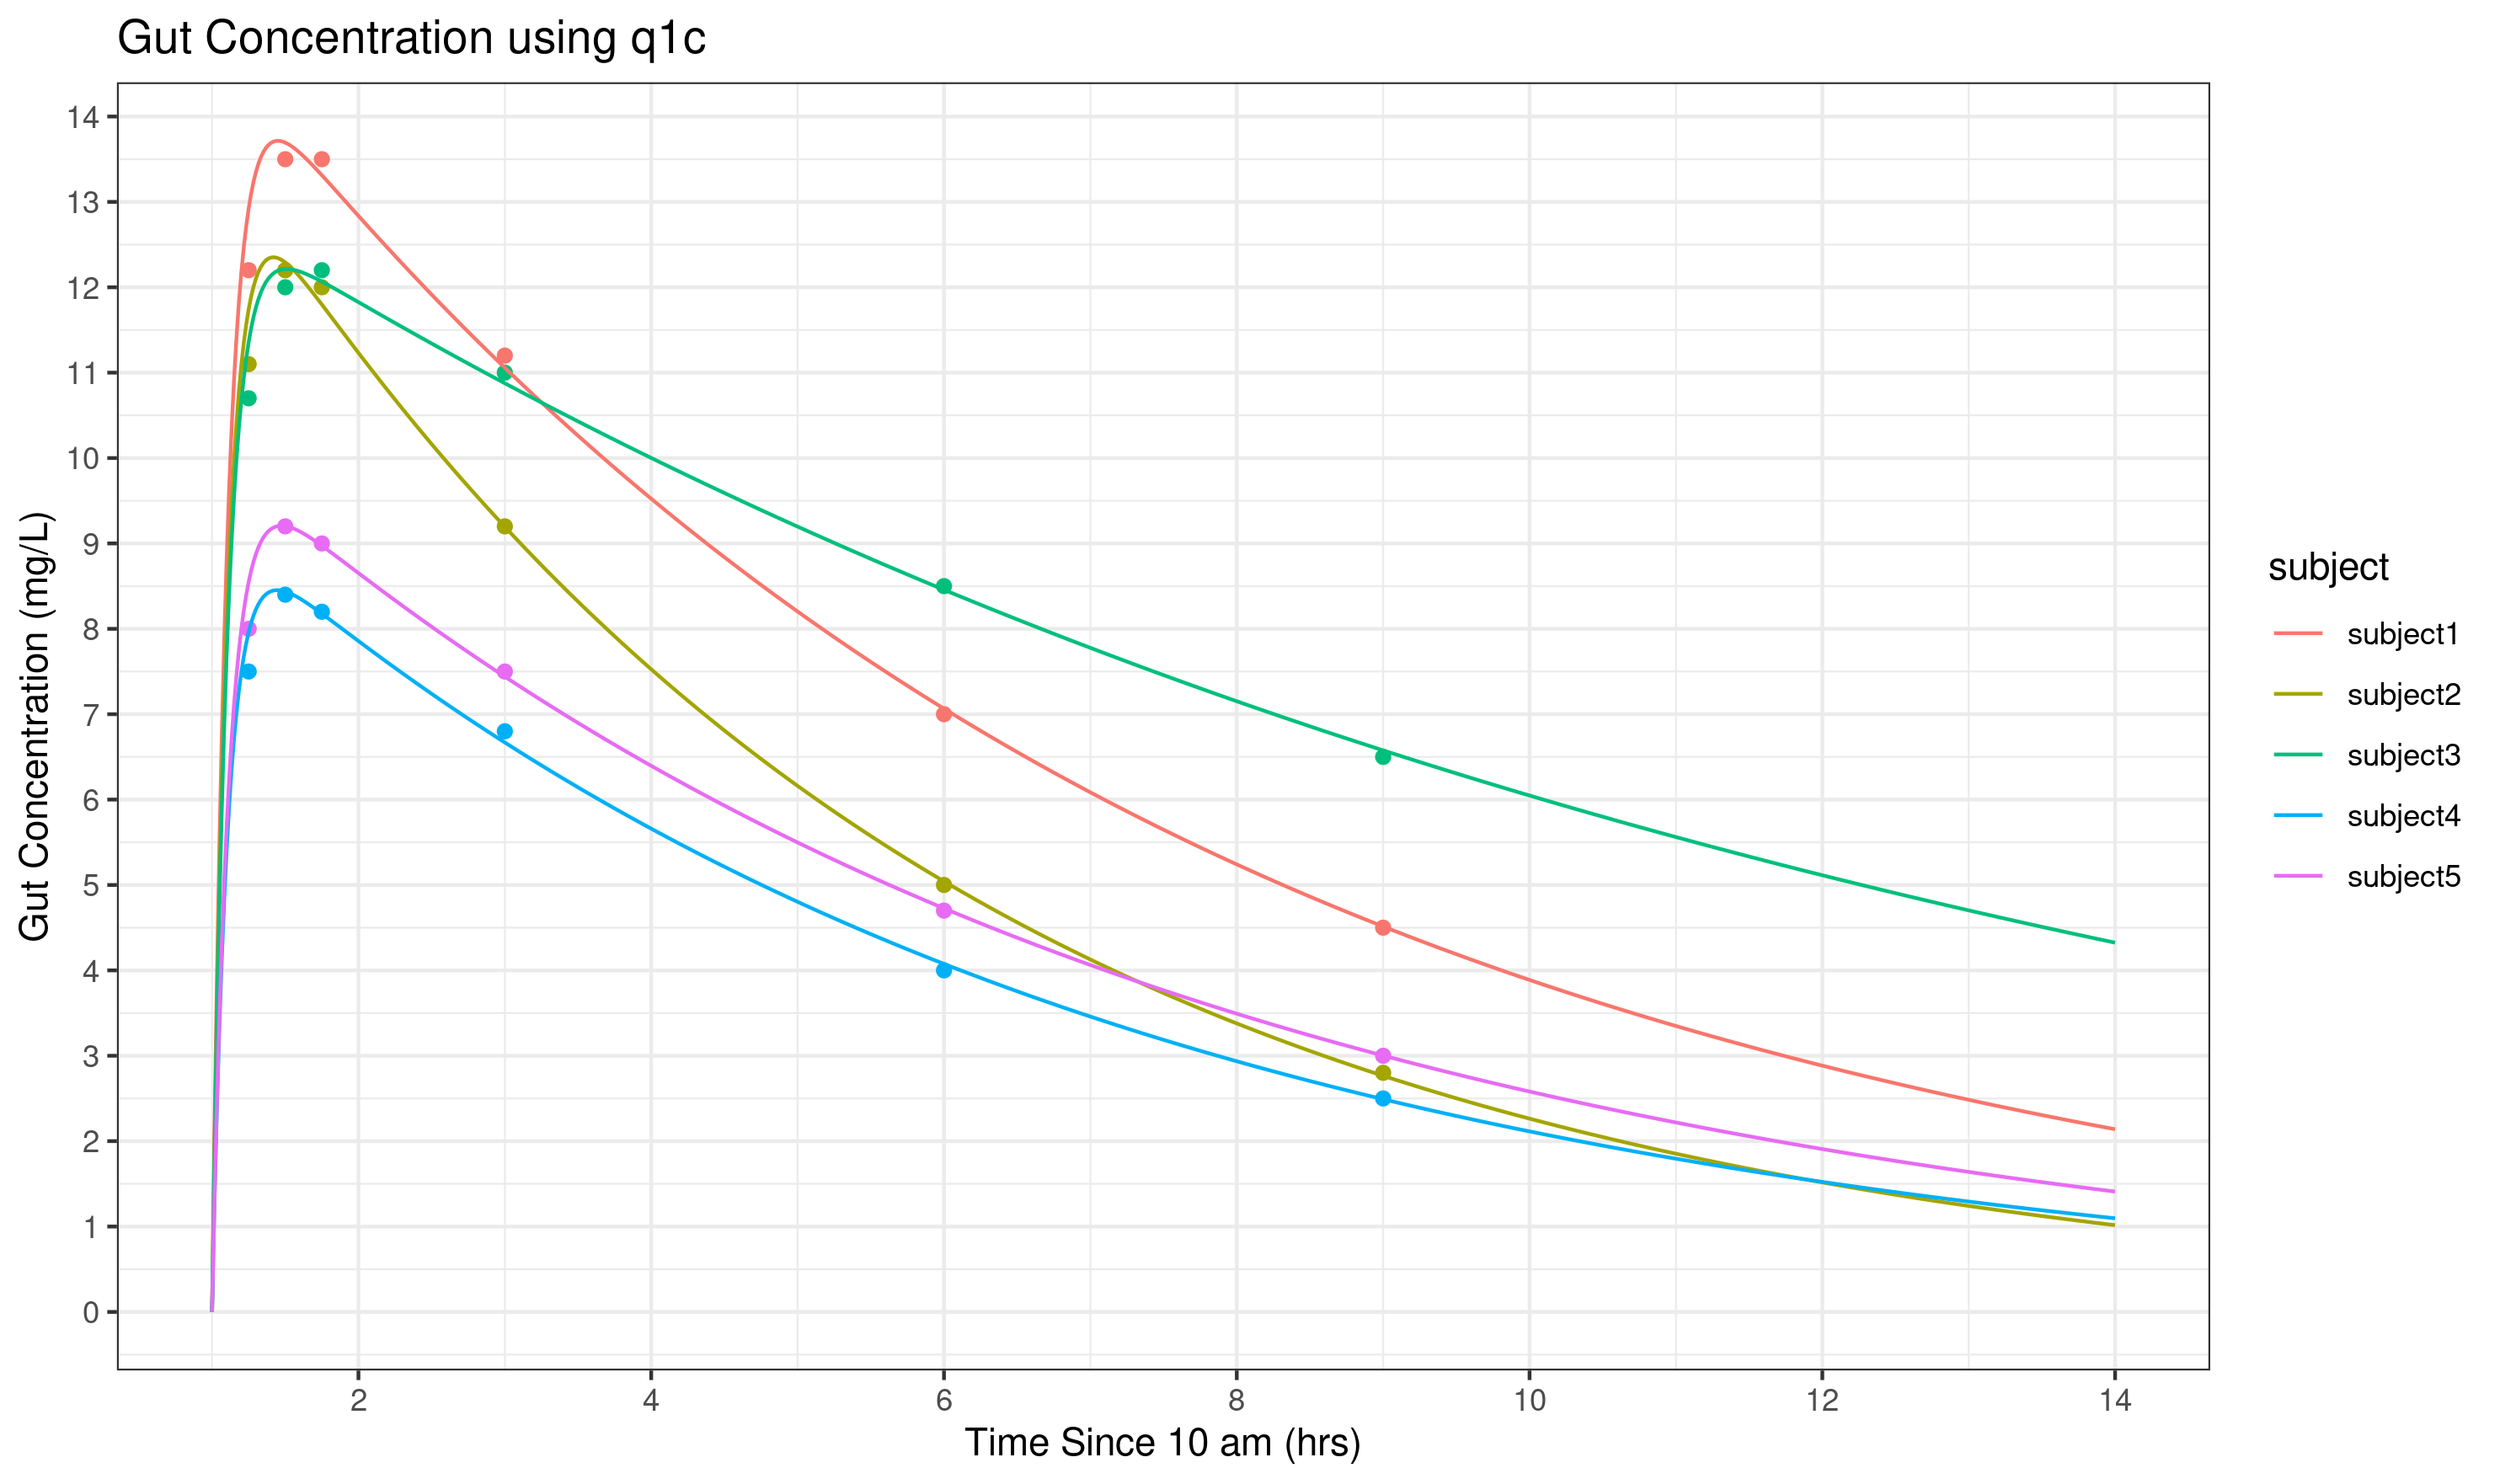 Gut Concentration using q1c
14
13
12
11
10
9
8
7
6
5
4
3
2
1
0
Gut Concentration (mg/L)
2 4 6 8 10 12 14
Time Since 10 am (hrs)
subject
subject1
subject2
subject3
subject4
subject5